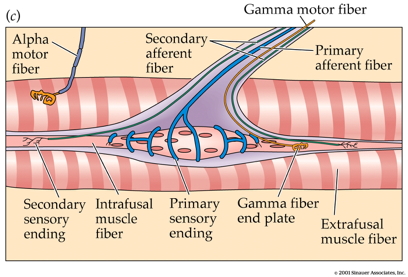 (c)
Gamma motor fiber
Alpha
motor
fiber
Secondary
afferent
fiber
Primary
afferent fiber
Secondary
sensory
ending
Intrafusal
muscle
fiber
Primary
sensory
ending
Gamma fiber
end plate
Extrafusal
muscle fiber
© 2001 Sinauer Associates, Inc.